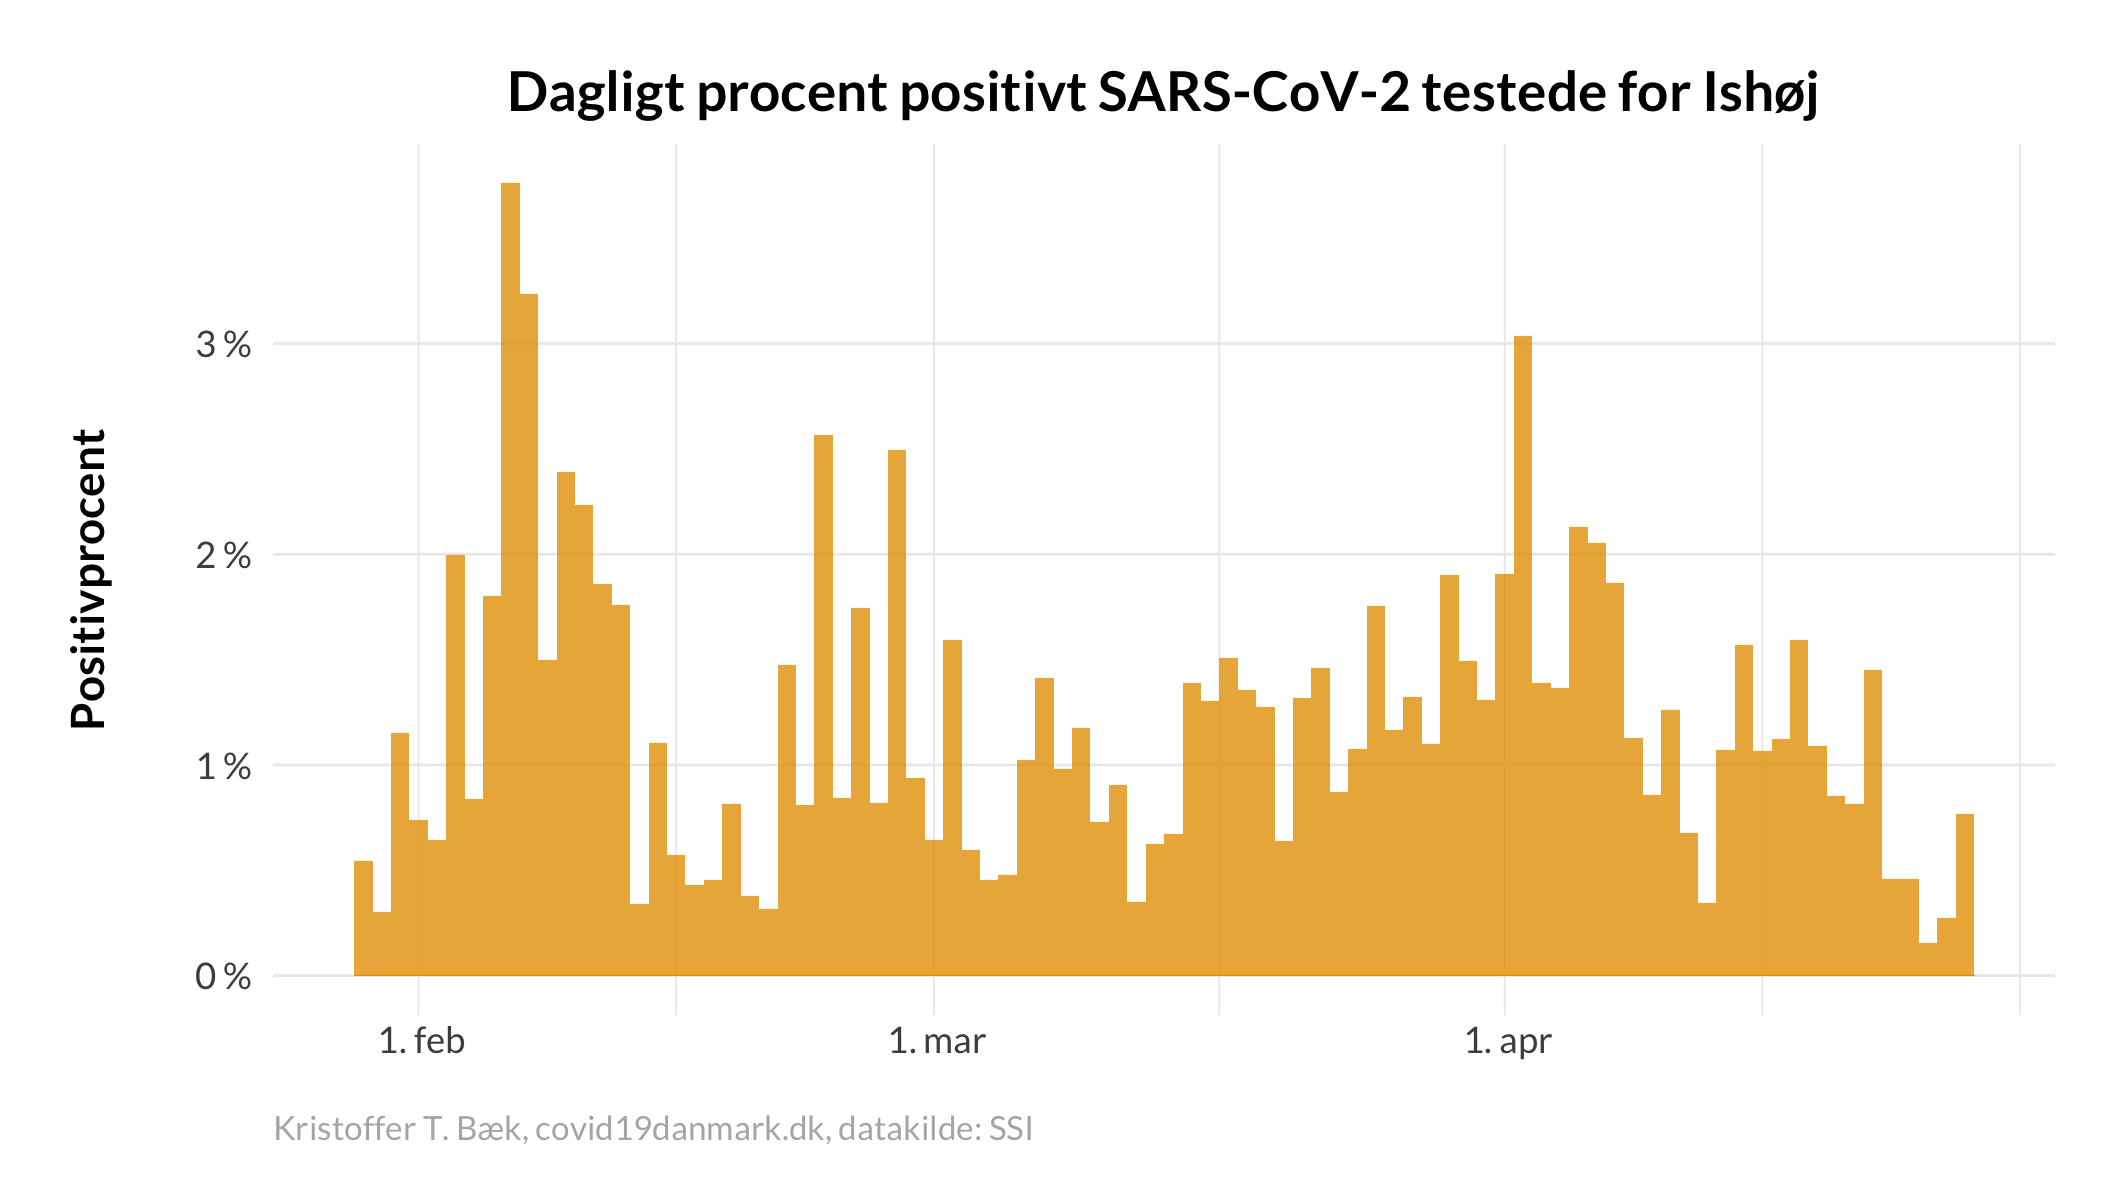 Dagligt procent positivt SARS-CoV-2 testede for Ishøj
Positivprocent
3 %
2 %
1 %
0 %
1. feb
1. mar
1. apr
Kristoffer T. Bæk, covid19danmark.dk, datakilde: SSI